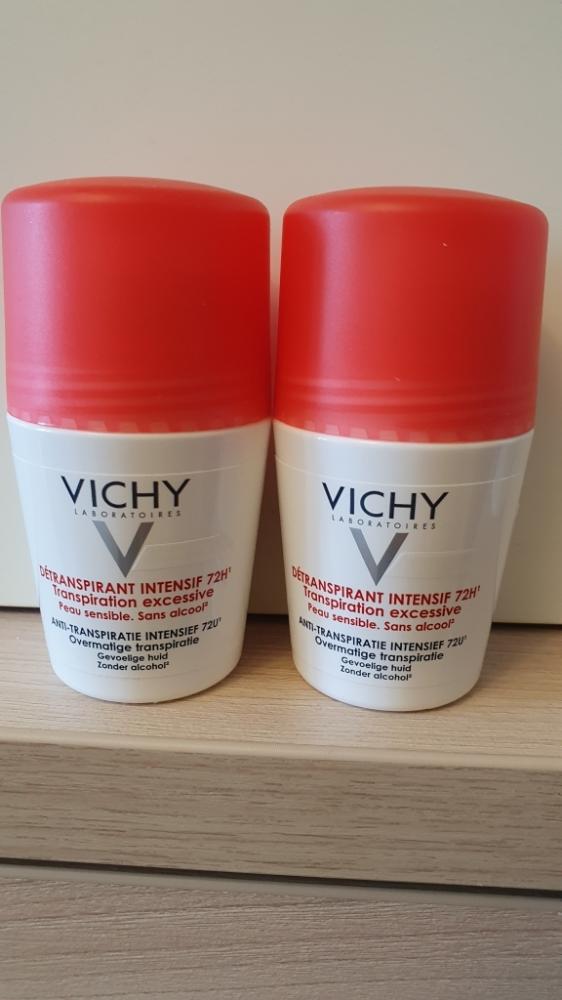 VICHY
LABORATOIRES
DÉTRANSPIRANT INTENSIF 72H¹
Transpiration excessive
Peau sensible. Sans alcool²
ANTI-TRANSPIRATIE INTENSIEF 72U¹
Overmatige transpiratie
Gevoelige huid
Zonder alcohol²
VICHY
LABORATOIRES
DÉTRANSPIRANT INTENSIF 72H¹
Transpiration excessive
Peau sensible. Sans alcool²
ANTI-TRANSPIRATIE INTENSIEF 72U¹
Overmatige transpiratie
Gevoelige huid
Zonder alcohol²